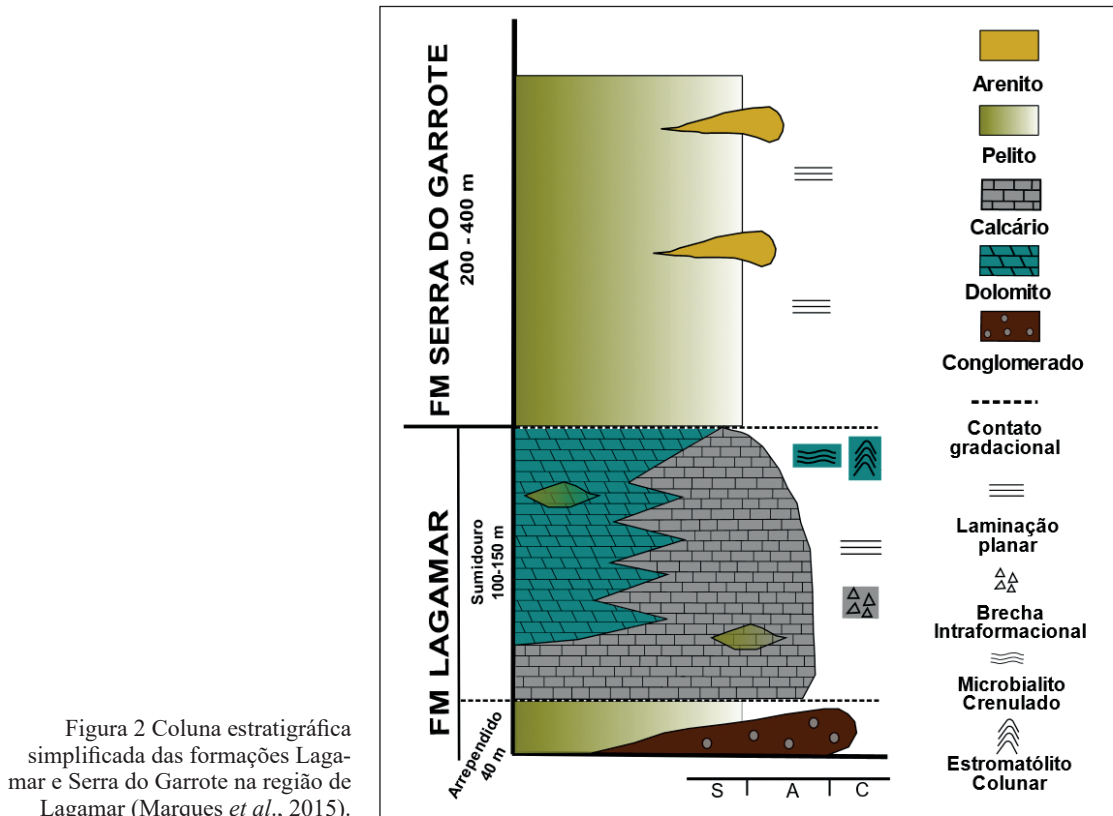 FM SERRA DO GARROTE
200 - 400 m
FM LAGAMAR
Sumidouro
100-150 m
Arrependido
40 m
S
A
C
Arenito
Pelito
Calcário
Dolomito
Conglomerado
Contato
gradacional
Laminação
planar
Brecha
Intraformacional
Microbialito
Crenulado
Estromatólito
Colunar
Figura 2 Coluna estratigráfica
simplificada das formações Laga-
mar e Serra do Garrote na região de
Lagamar (Marques et al., 2015).